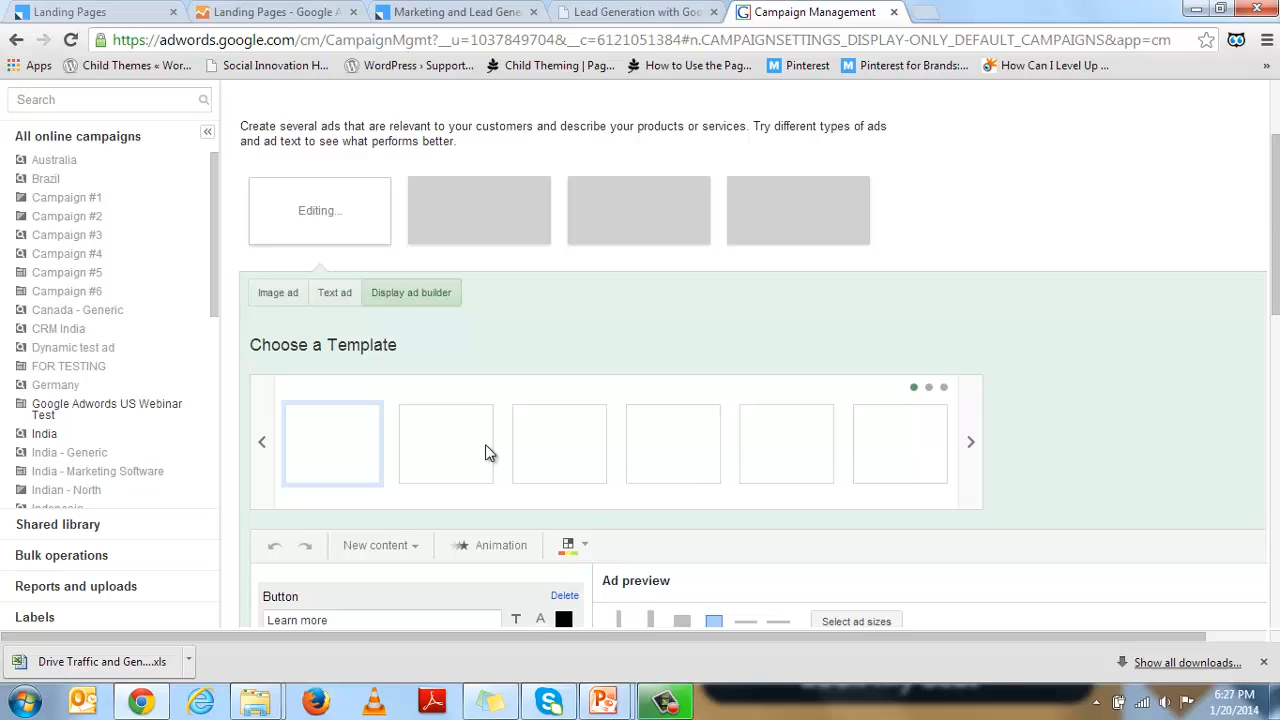 Landing Pages
Landing Pages - Google A
Marketing and Lead Gene
Lead Generation with Goo
Campaign Management
https://adwords.google.com/cm/CampaignMgmt?__u=1037849704&__c=6121051384#n.CAMPAIGNSETTINGS_DISPLAY-ONLY_DEFAULT_CAMPAIGNS&app=cm
Apps
Child Themes « Wor...
Social Innovation H...
WordPress › Support...
Child Theming | Pag...
How to Use the Pag...
Pinterest
Pinterest for Brands:...
How Can I Level Up ...
»
Search
All online campaigns
Australia
Brazil
Campaign #1
Campaign #2
Campaign #3
Campaign #4
Campaign #5
Campaign #6
Canada - Generic
CRM India
Dynamic test ad
FOR TESTING
Germany
Google Adwords US Webinar
Test
India
India - Generic
India - Marketing Software
Indian - North
Indonesia
Shared library
Bulk operations
Reports and uploads
Labels
Create several ads that are relevant to your customers and describe your products or services. Try different types of ads
and ad text to see what performs better.
Editing...
Image ad
Text ad
Display ad builder
Choose a Template
New content
Animation
Button
Delete
Learn more
T
A
Ad preview
Select ad sizes
Drive Traffic and Gen....xls
Show all downloads...
6:27 PM
1/20/2014